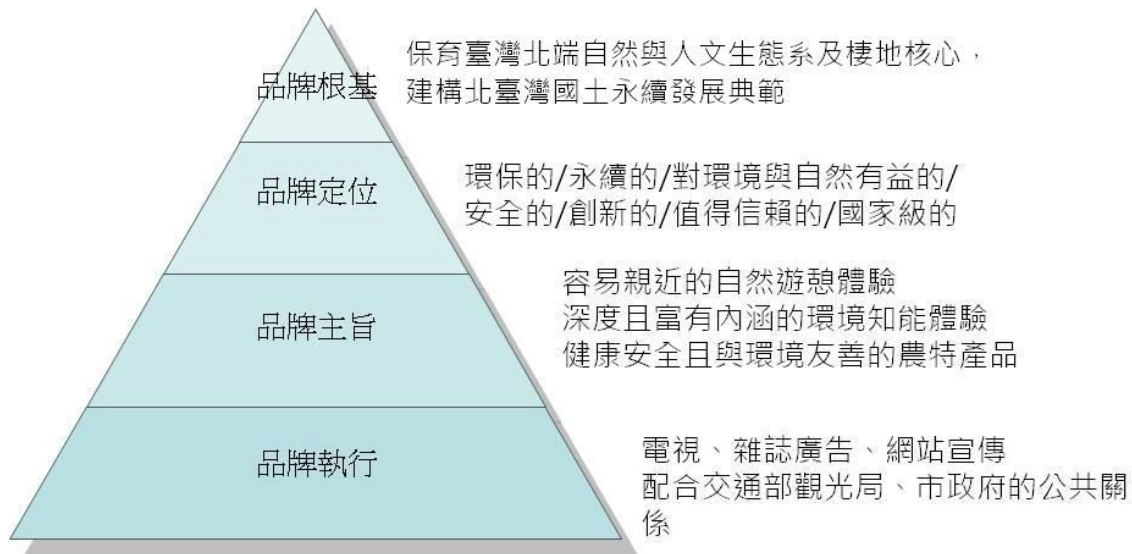 品牌根基
保育臺灣北端自然與人文生態系及棲地核心，
建構北臺灣國土永續發展典範
品牌定位
環保的/永續的/對環境與自然有益的/
安全的/創新的/值得信賴的/國家級的
品牌主旨
容易親近的自然遊憩體驗
深度且富有內涵的環境知能體驗
健康安全且與環境友善的農特產品
品牌執行
電視、雜誌廣告、網站宣傳
配合交通部觀光局、市政府的公共關
係